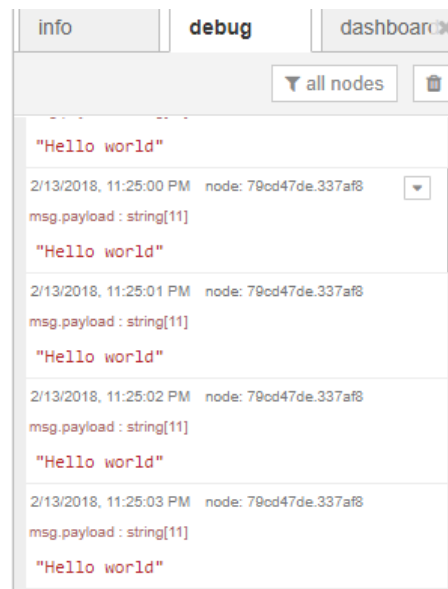 info debug dashboard
all nodes
"Hello world"
2/13/2018, 11:25:00 PM node: 79cd47de.337af8
msg.payload : string[11]
"Hello world"
2/13/2018, 11:25:01 PM node: 79cd47de.337af8
msg.payload : string[11]
"Hello world"
2/13/2018, 11:25:02 PM node: 79cd47de.337af8
msg.payload : string[11]
"Hello world"
2/13/2018, 11:25:03 PM node: 79cd47de.337af8
msg.payload : string[11]
"Hello world"